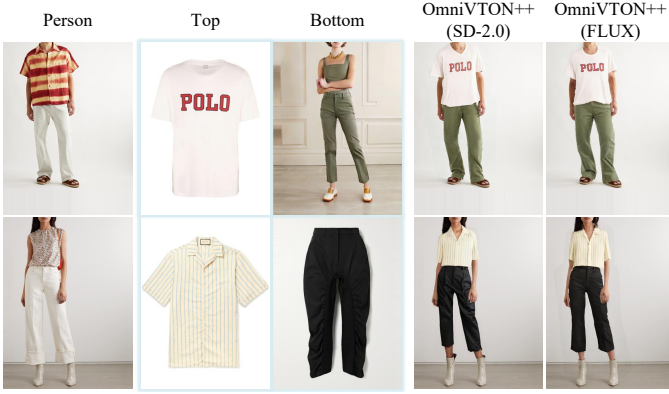 Person
Top
Bottom
OmniVTON++
(SD-2.0)
OmniVTON++
(FLUX)
POLO
POLO
POLO